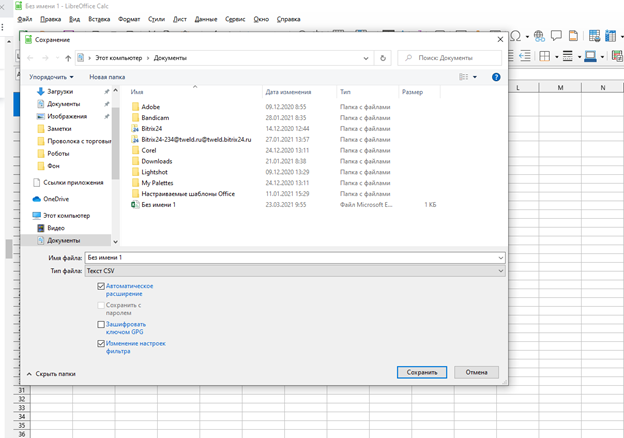 Без имени 1 - LibreOffice Calc
Файл Правка Вид Вставка Формат Стили Лист Данные Сервис Окно Справка
Сохранение
Этот компьютер > Документы
Поиск: Документы
Упорядочить Новая папка
Имя Дата изменения Тип Размер
Загрузки
Документы
Изображения
Заметки
Проволока с торговым
Роботы
Фон
Ссылки приложения
OneDrive
Этот компьютер
Видео
Документы
Adobe 09.12.2020 8:55 Папка с файлами
Bandicam 28.01.2021 8:35 Папка с файлами
Bitrix24 14.12.2020 12:44 Папка с файлами
Bitrix24-234@tweld.ru@tweld.bitrix24.ru 27.01.2021 13:57 Папка с файлами
Corel 24.12.2020 13:11 Папка с файлами
Downloads 21.01.2021 8:38 Папка с файлами
Lightshot 09.12.2020 13:29 Папка с файлами
My Palettes 24.12.2020 13:11 Папка с файлами
Настраиваемые шаблоны Office 11.01.2021 15:29 Папка с файлами
Без имени 1 23.03.2021 9:55 Файл Microsoft E... 1 КБ
Имя файла: Без имени 1
Тип файла: Текст CSV
Автоматическое
расширение
Сохранить с
паролем
Зашифровать
ключом GPG
Изменение настроек
фильтра
Скрыть папки
Сохранить Отмена
L M N
31
32
33
34
35
36